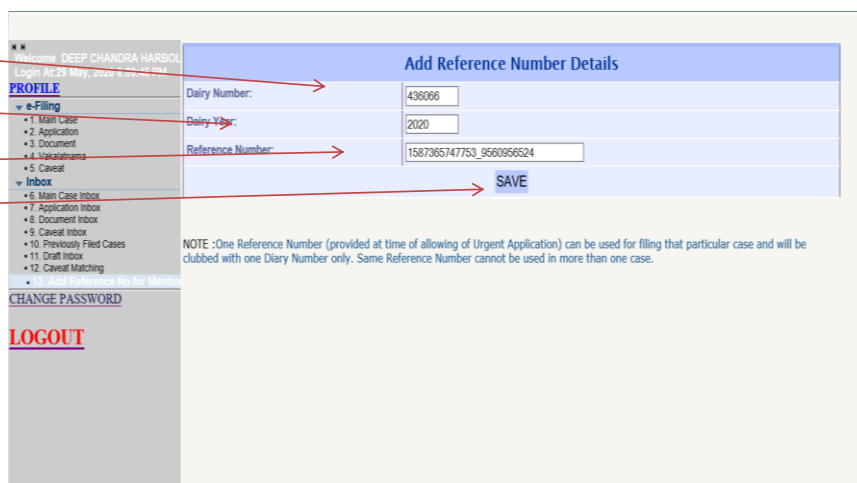 Welcome DEEP CHANDRA HARBOL
Login At:29 May, 2020
PROFILE
e-Filing
1. Main Case
2. Application
3. Document
4. Vakalatnama
5. Caveat
Inbox
6. Main Case Inbox
7. Application Inbox
8. Document Inbox
9. Caveat Inbox
10. Previously Filed Cases
11. Draft Inbox
12. Caveat Matching
13. Add Reference No for Mention
CHANGE PASSWORD
LOGOUT
Add Reference Number Details
Dairy Number: 436066
Dairy Year: 2020
Reference Number: 1587365747753_9560956524
SAVE
NOTE :One Reference Number (provided at time of allowing of Urgent Application) can be used for filing that particular case and will be
clubbed with one Diary Number only. Same Reference Number cannot be used in more than one case.